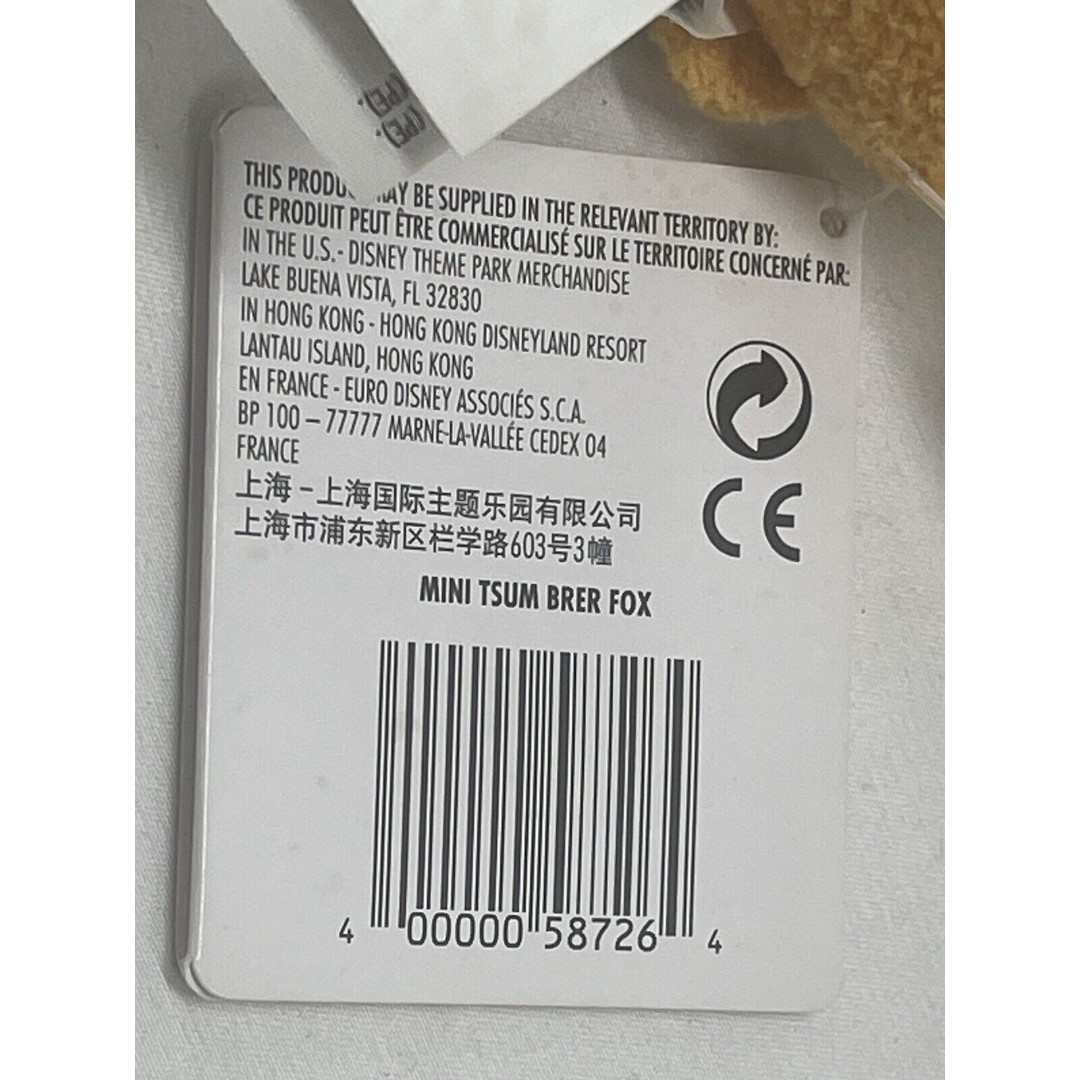 (PE).
(PE).
THIS PRODU MAY BE SUPPLIED IN THE RELEVANT TERRITORY BY:
CE PRODUIT PEUT ÊTRE COMMERCIALISÉ SUR LE TERRITOIRE CONCERNÉ PAR:
IN THE U.S. - DISNEY THEME PARK MERCHANDISE
LAKE BUENA VISTA, FL 32830
IN HONG KONG - HONG KONG DISNEYLAND RESORT
LANTAU ISLAND, HONG KONG
EN FRANCE - EURO DISNEY ASSOCIÉS S.C.A.
BP 100 – 77777 MARNE-LA-VALLÉE CEDEX 04
FRANCE
上海 – 上海国际主题乐园有限公司
上海市浦东新区栏学路603号3幢
CE
MINI TSUM BRER FOX
4 00000 58726 4